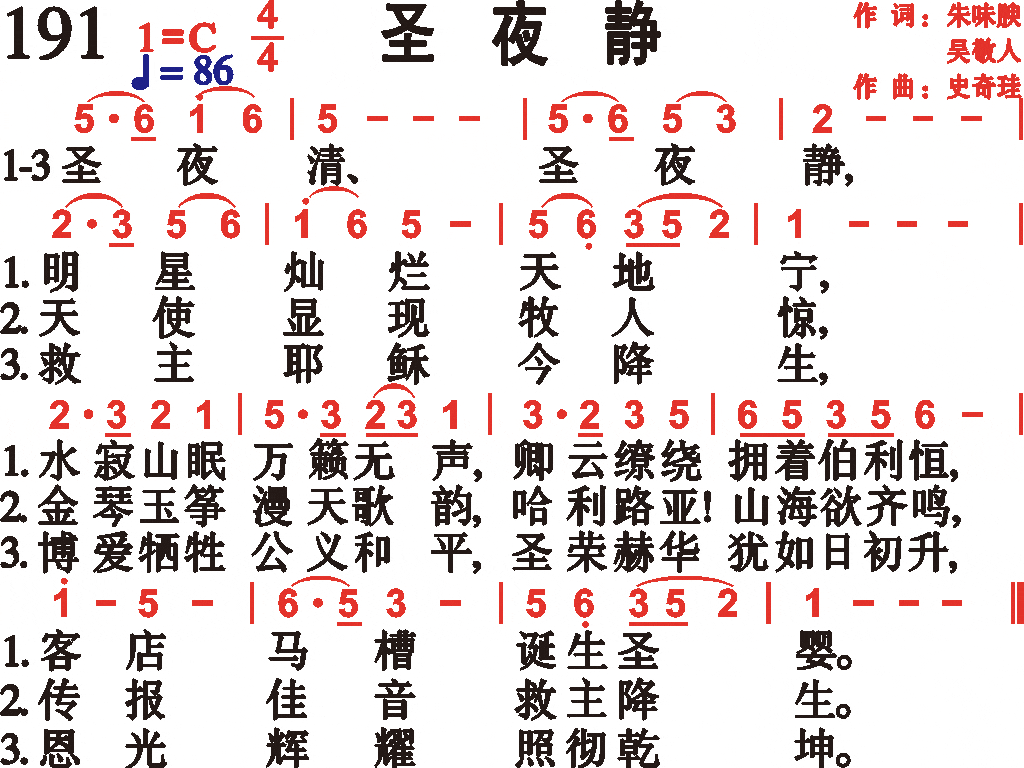 191 1=C 4/4 圣夜静 作 词：朱味腴
♩= 86 吴敬人
作 曲：史奇珪
5·6 1 6 | 5 - - - | 5·6 5 3 | 2 - - - |
1-3 圣 夜 清、 圣 夜 静,
2·3 5 6 | 1 6 5 - | 5 6 3 5 2 | 1 - - - |
1. 明 星 灿 烂 天 地 宁,
2. 天 使 显 现 牧 人 惊,
3. 救 主 耶 稣 今 降 生,
2·3 2 1 | 5·3 2 3 1 | 3·2 3 5 | 6 5 3 5 6 - |
1. 水 寂 山 眠 万 籁 无 声, 卿 云 缭 绕 拥 着 伯 利 恒,
2. 金 琴 玉 筝 漫 天 歌 韵, 哈 利 路 亚! 山 海 欲 齐 鸣,
3. 博 爱 牺 牲 公 义 和 平, 圣 荣 赫 华 犹 如 日 初 升,
1 - 5 - | 6·5 3 - | 5 6 3 5 2 | 1 - - - ‖
1. 客 店 马 槽 诞 生 圣 婴。
2. 传 报 佳 音 救 主 降 生。
3. 恩 光 辉 耀 照 彻 乾 坤。